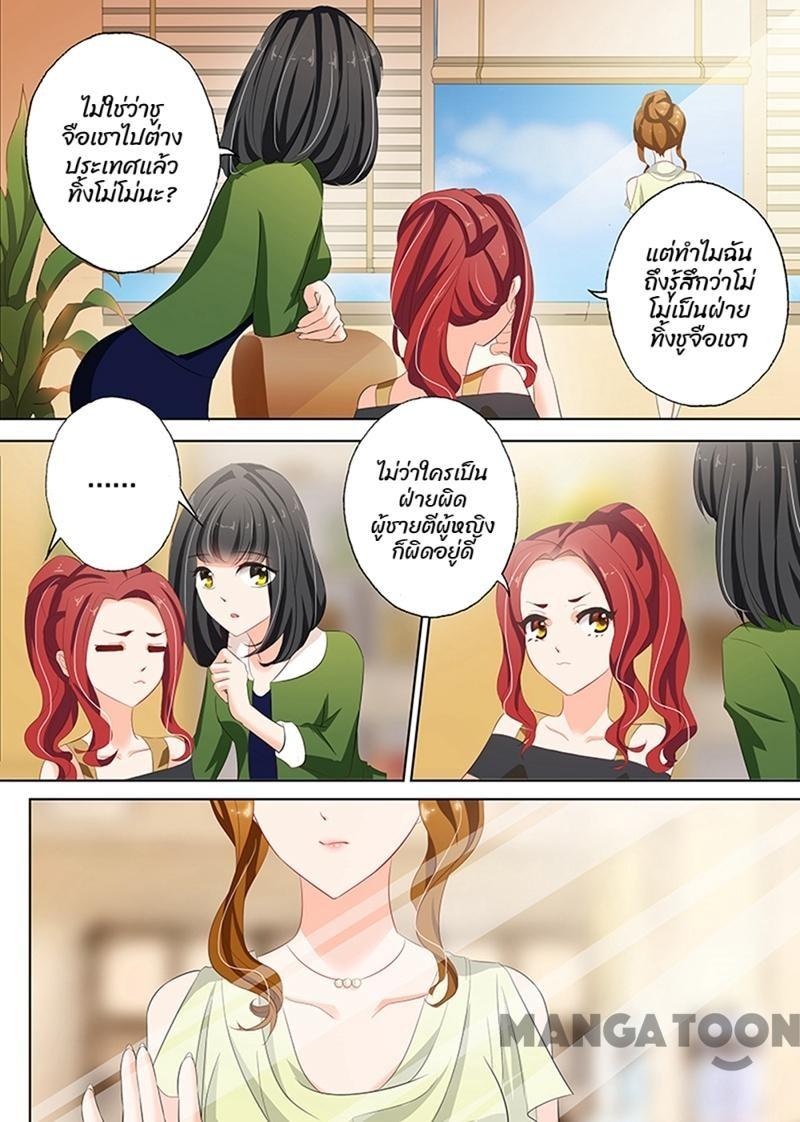 ไม่ใช่ว่าชู
จือเชาไปต่าง
ประเทศแล้ว
ทิ้งโม่โม่นะ?
แต่ทำไมฉัน
ถึงรู้สึกว่าโม่
โม่เป็นฝ่าย
ทิ้งชูจือเชา
......
ไม่ว่าใครเป็น
ฝ่ายผิด
ผู้ชายตีผู้หญิง
ก็ผิดอยู่ดี
MANGATOON